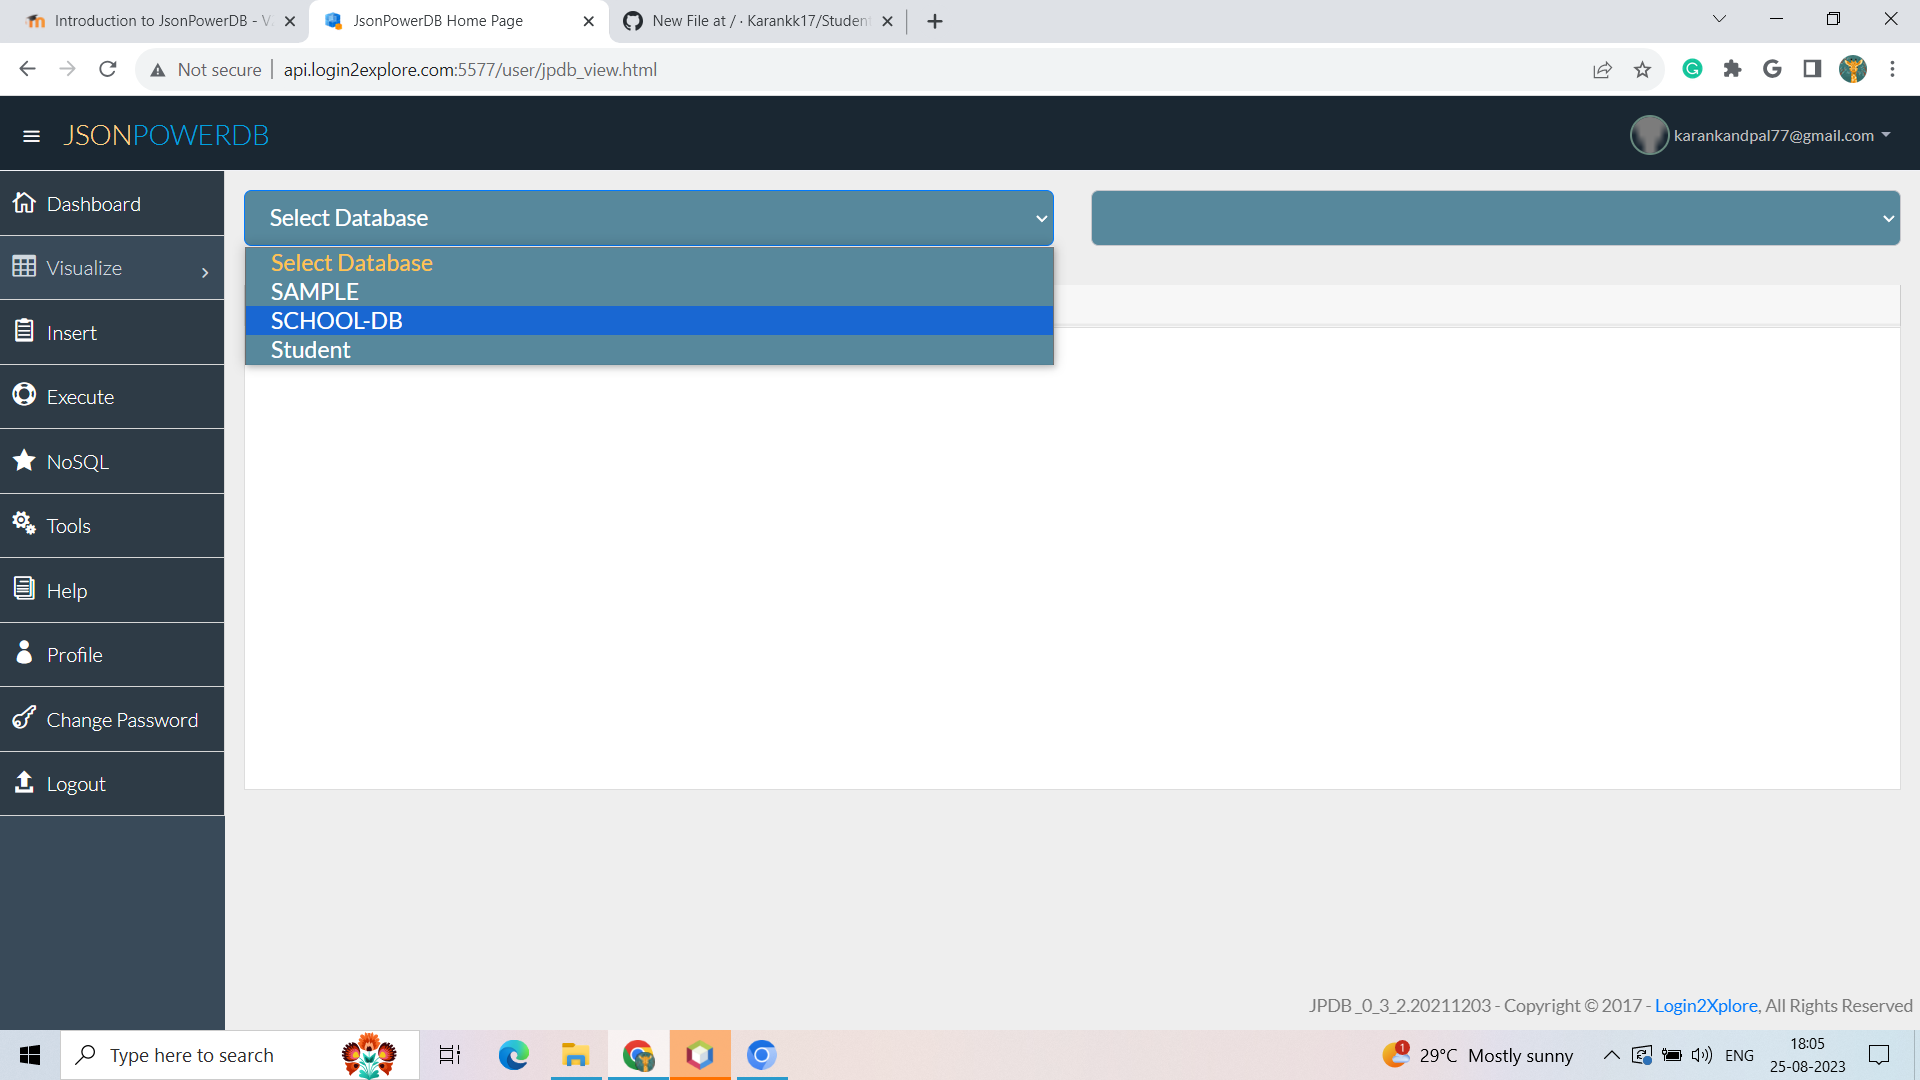 Introduction to JsonPowerDB - V
JsonPowerDB Home Page
New File at / · Karankk17/Studen
Not secure
api.login2explore.com:5577/user/jpdb_view.html
JSONPOWERDB
karankandpal77@gmail.com
Dashboard
Visualize
Insert
Execute
NoSQL
Tools
Help
Profile
Change Password
Logout
Select Database
Select Database
SAMPLE
SCHOOL-DB
Student
JPDB_0_3_2.20211203 - Copyright © 2017 - Login2Xplore, All Rights Reserved
Type here to search
1
29°C Mostly sunny
ENG
18:05
25-08-2023